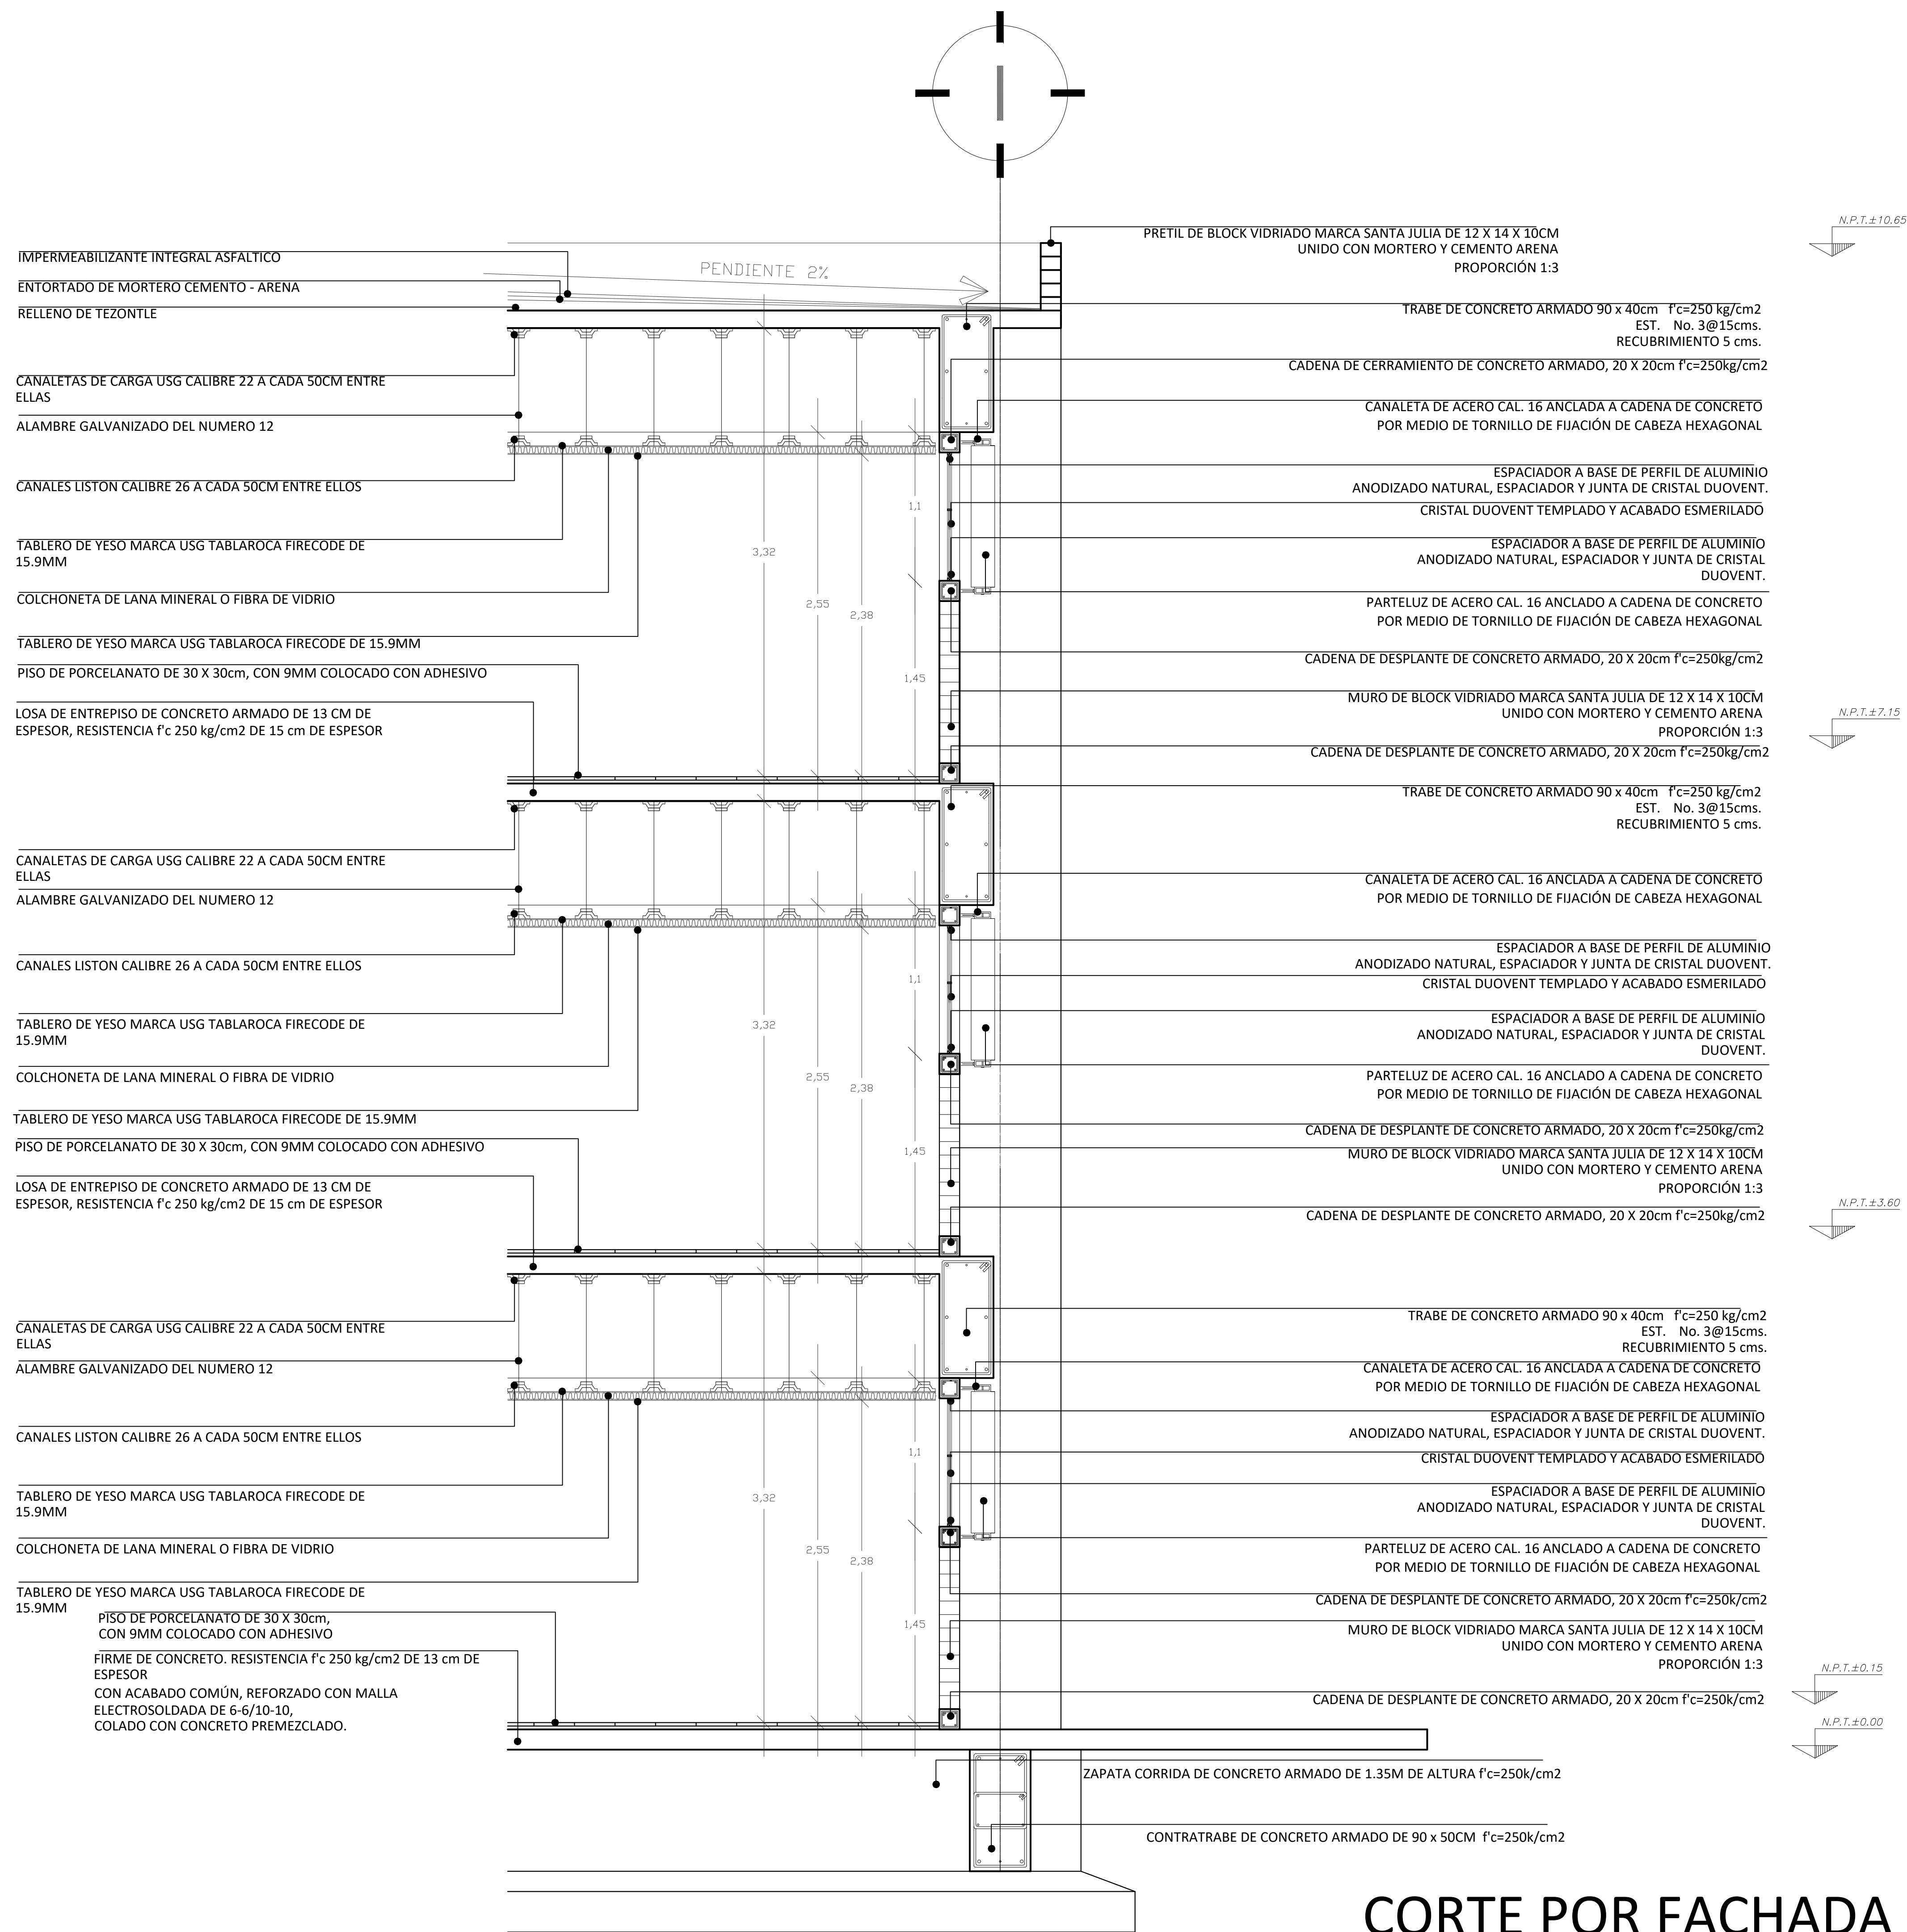 N.P.T.±10.65
PRETIL DE BLOCK VIDRIADO MARCA SANTA JULIA DE 12 X 14 X 10CM
UNIDO CON MORTERO Y CEMENTO ARENA
PROPORCIÓN 1:3
IMPERMEABILIZANTE INTEGRAL ASFALTICO
PENDIENTE 2%
ENTORTADO DE MORTERO CEMENTO - ARENA
RELLENO DE TEZONTLE
TRABE DE CONCRETO ARMADO 90 x 40cm f'c=250 kg/cm2
EST. No. 3@15cms.
RECUBRIMIENTO 5 cms.
CADENA DE CERRAMIENTO DE CONCRETO ARMADO, 20 X 20cm f'c=250kg/cm2
CANALETAS DE CARGA USG CALIBRE 22 A CADA 50CM ENTRE
ELLAS
CANALETA DE ACERO CAL. 16 ANCLADA A CADENA DE CONCRETO
POR MEDIO DE TORNILLO DE FIJACIÓN DE CABEZA HEXAGONAL
ALAMBRE GALVANIZADO DEL NUMERO 12
ESPACIADOR A BASE DE PERFIL DE ALUMINIO
ANODIZADO NATURAL, ESPACIADOR Y JUNTA DE CRISTAL DUOVENT.
CANALES LISTON CALIBRE 26 A CADA 50CM ENTRE ELLOS
1,1
CRISTAL DUOVENT TEMPLADO Y ACABADO ESMERILADO
TABLERO DE YESO MARCA USG TABLAROCA FIRECODE DE
15.9MM
3,32
ESPACIADOR A BASE DE PERFIL DE ALUMINIO
ANODIZADO NATURAL, ESPACIADOR Y JUNTA DE CRISTAL
DUOVENT.
COLCHONETA DE LANA MINERAL O FIBRA DE VIDRIO
2,55
2,38
PARTELUZ DE ACERO CAL. 16 ANCLADO A CADENA DE CONCRETO
POR MEDIO DE TORNILLO DE FIJACIÓN DE CABEZA HEXAGONAL
TABLERO DE YESO MARCA USG TABLAROCA FIRECODE DE 15.9MM
CADENA DE DESPLANTE DE CONCRETO ARMADO, 20 X 20cm f'c=250kg/cm2
PISO DE PORCELANATO DE 30 X 30cm, CON 9MM COLOCADO CON ADHESIVO
1,45
MURO DE BLOCK VIDRIADO MARCA SANTA JULIA DE 12 X 14 X 10CM
UNIDO CON MORTERO Y CEMENTO ARENA
PROPORCIÓN 1:3
N.P.T.±7.15
LOSA DE ENTREPISO DE CONCRETO ARMADO DE 13 CM DE
ESPESOR, RESISTENCIA f'c 250 kg/cm2 DE 15 cm DE ESPESOR
CADENA DE DESPLANTE DE CONCRETO ARMADO, 20 X 20cm f'c=250kg/cm2
TRABE DE CONCRETO ARMADO 90 x 40cm f'c=250 kg/cm2
EST. No. 3@15cms.
RECUBRIMIENTO 5 cms.
CANALETAS DE CARGA USG CALIBRE 22 A CADA 50CM ENTRE
ELLAS
CANALETA DE ACERO CAL. 16 ANCLADA A CADENA DE CONCRETO
POR MEDIO DE TORNILLO DE FIJACIÓN DE CABEZA HEXAGONAL
ALAMBRE GALVANIZADO DEL NUMERO 12
ESPACIADOR A BASE DE PERFIL DE ALUMINIO
ANODIZADO NATURAL, ESPACIADOR Y JUNTA DE CRISTAL DUOVENT.
CANALES LISTON CALIBRE 26 A CADA 50CM ENTRE ELLOS
1,1
CRISTAL DUOVENT TEMPLADO Y ACABADO ESMERILADO
TABLERO DE YESO MARCA USG TABLAROCA FIRECODE DE
15.9MM
3,32
ESPACIADOR A BASE DE PERFIL DE ALUMINIO
ANODIZADO NATURAL, ESPACIADOR Y JUNTA DE CRISTAL
DUOVENT.
COLCHONETA DE LANA MINERAL O FIBRA DE VIDRIO
2,55
2,38
PARTELUZ DE ACERO CAL. 16 ANCLADO A CADENA DE CONCRETO
POR MEDIO DE TORNILLO DE FIJACIÓN DE CABEZA HEXAGONAL
TABLERO DE YESO MARCA USG TABLAROCA FIRECODE DE 15.9MM
CADENA DE DESPLANTE DE CONCRETO ARMADO, 20 X 20cm f'c=250kg/cm2
PISO DE PORCELANATO DE 30 X 30cm, CON 9MM COLOCADO CON ADHESIVO
1,45
MURO DE BLOCK VIDRIADO MARCA SANTA JULIA DE 12 X 14 X 10CM
UNIDO CON MORTERO Y CEMENTO ARENA
PROPORCIÓN 1:3
LOSA DE ENTREPISO DE CONCRETO ARMADO DE 13 CM DE
ESPESOR, RESISTENCIA f'c 250 kg/cm2 DE 15 cm DE ESPESOR
N.P.T.±3.60
CADENA DE DESPLANTE DE CONCRETO ARMADO, 20 X 20cm f'c=250kg/cm2
TRABE DE CONCRETO ARMADO 90 x 40cm f'c=250 kg/cm2
EST. No. 3@15cms.
RECUBRIMIENTO 5 cms.
CANALETAS DE CARGA USG CALIBRE 22 A CADA 50CM ENTRE
ELLAS
CANALETA DE ACERO CAL. 16 ANCLADA A CADENA DE CONCRETO
POR MEDIO DE TORNILLO DE FIJACIÓN DE CABEZA HEXAGONAL
ALAMBRE GALVANIZADO DEL NUMERO 12
ESPACIADOR A BASE DE PERFIL DE ALUMINIO
ANODIZADO NATURAL, ESPACIADOR Y JUNTA DE CRISTAL DUOVENT.
CANALES LISTON CALIBRE 26 A CADA 50CM ENTRE ELLOS
1,1
CRISTAL DUOVENT TEMPLADO Y ACABADO ESMERILADO
TABLERO DE YESO MARCA USG TABLAROCA FIRECODE DE
15.9MM
3,32
ESPACIADOR A BASE DE PERFIL DE ALUMINIO
ANODIZADO NATURAL, ESPACIADOR Y JUNTA DE CRISTAL
DUOVENT.
COLCHONETA DE LANA MINERAL O FIBRA DE VIDRIO
2,55
2,38
PARTELUZ DE ACERO CAL. 16 ANCLADO A CADENA DE CONCRETO
POR MEDIO DE TORNILLO DE FIJACIÓN DE CABEZA HEXAGONAL
TABLERO DE YESO MARCA USG TABLAROCA FIRECODE DE
15.9MM
CADENA DE DESPLANTE DE CONCRETO ARMADO, 20 X 20cm f'c=250k/cm2
PISO DE PORCELANATO DE 30 X 30cm,
CON 9MM COLOCADO CON ADHESIVO
1,45
MURO DE BLOCK VIDRIADO MARCA SANTA JULIA DE 12 X 14 X 10CM
UNIDO CON MORTERO Y CEMENTO ARENA
PROPORCIÓN 1:3
FIRME DE CONCRETO. RESISTENCIA f'c 250 kg/cm2 DE 13 cm DE
ESPESOR
CON ACABADO COMÚN, REFORZADO CON MALLA
ELECTROSOLDADA DE 6-6/10-10,
COLADO CON CONCRETO PREMEZCLADO.
N.P.T.±0.15
CADENA DE DESPLANTE DE CONCRETO ARMADO, 20 X 20cm f'c=250k/cm2
N.P.T.±0.00
ZAPATA CORRIDA DE CONCRETO ARMADO DE 1.35M DE ALTURA f'c=250k/cm2
CONTRATRABE DE CONCRETO ARMADO DE 90 x 50CM f'c=250k/cm2
CORTE POR FACHADA